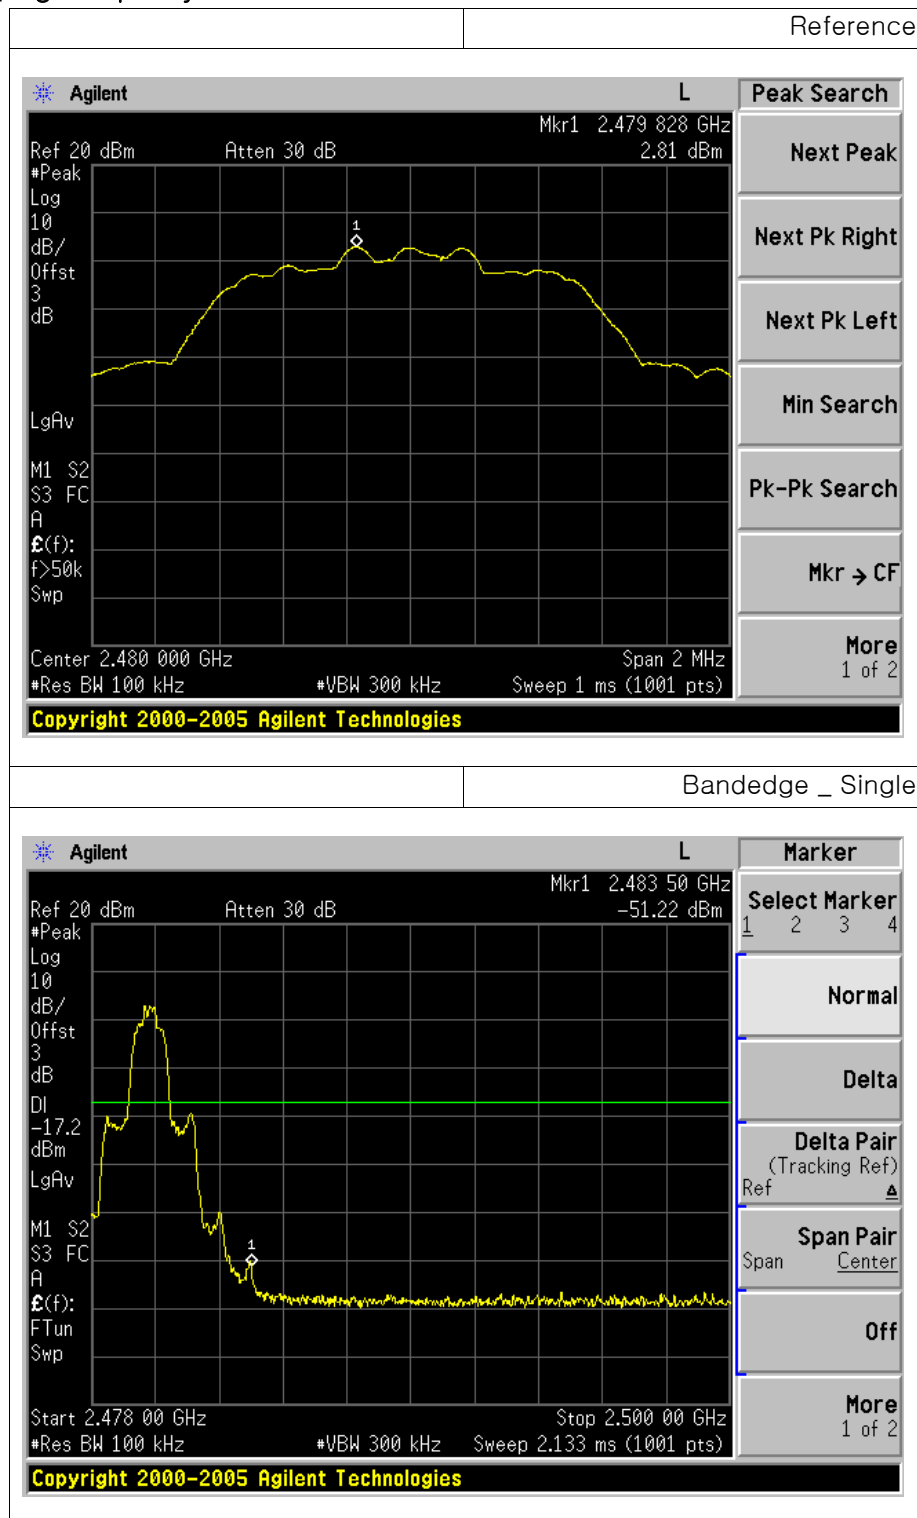 Reference
Agilent L Peak Search
Mkr1 2.479 828 GHz
Ref 20 dBm Atten 30 dB 2.81 dBm
#Peak
Log
10
dB/
Offst
3
dB
LgAv
M1 S2
S3 FC
A
£(f):
f>50k
Swp
1
Center 2.480 000 GHz Span 2 MHz
#Res BW 100 kHz #VBW 300 kHz Sweep 1 ms (1001 pts)
Copyright 2000-2005 Agilent Technologies
Next Peak
Next Pk Right
Next Pk Left
Min Search
Pk-Pk Search
Mkr → CF
More
1 of 2
Bandedge _ Single
Agilent L Marker
Mkr1 2.483 50 GHz
Ref 20 dBm Atten 30 dB -51.22 dBm
#Peak
Log
10
dB/
Offst
3
dB
DI
-17.2
dBm
LgAv
M1 S2
S3 FC
A
£(f):
FTun
Swp
1
Start 2.478 00 GHz Stop 2.500 00 GHz
#Res BW 100 kHz #VBW 300 kHz Sweep 2.133 ms (1001 pts)
Copyright 2000-2005 Agilent Technologies
Select Marker
1 2 3 4
Normal
Delta
Delta Pair
(Tracking Ref)
Ref Δ
Span Pair
Span Center
Off
More
1 of 2